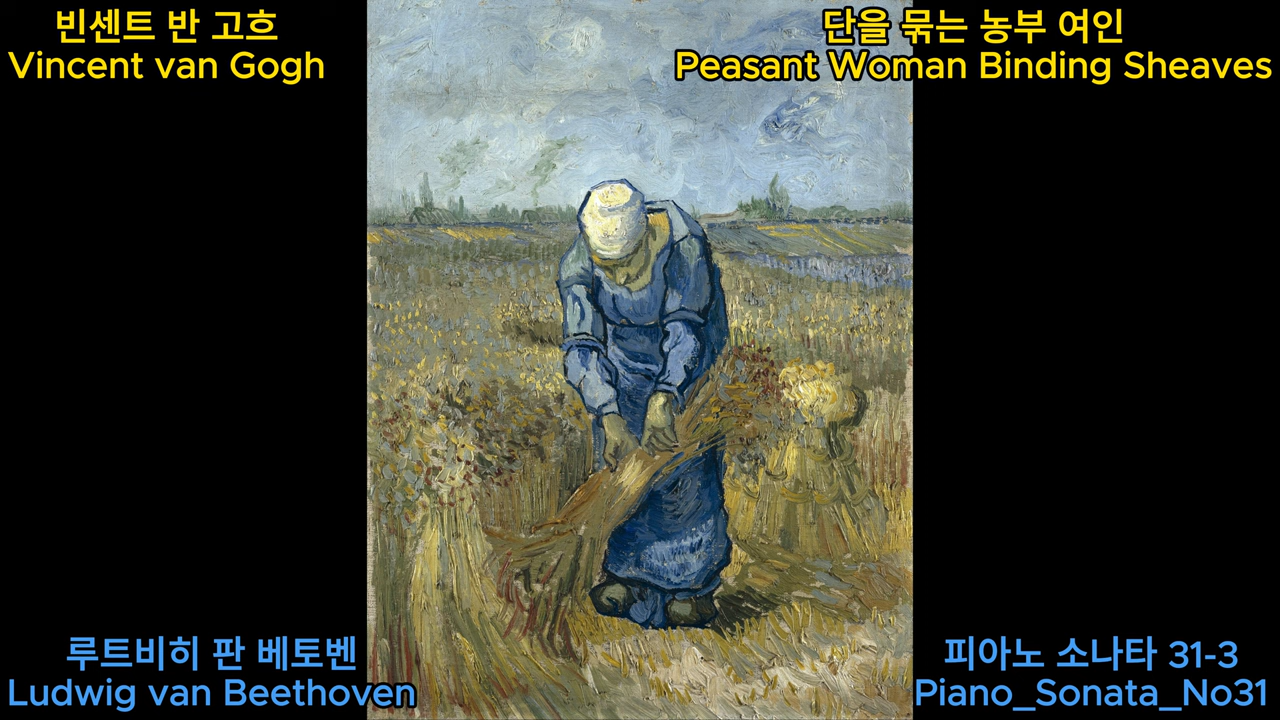 빈센트 반 고흐
Vincent van Gogh
단을 묶는 농부 여인
Peasant Woman Binding Sheaves
루트비히 판 베토벤
Ludwig van Beethoven
피아노 소나타 31-3
Piano_Sonata_No31